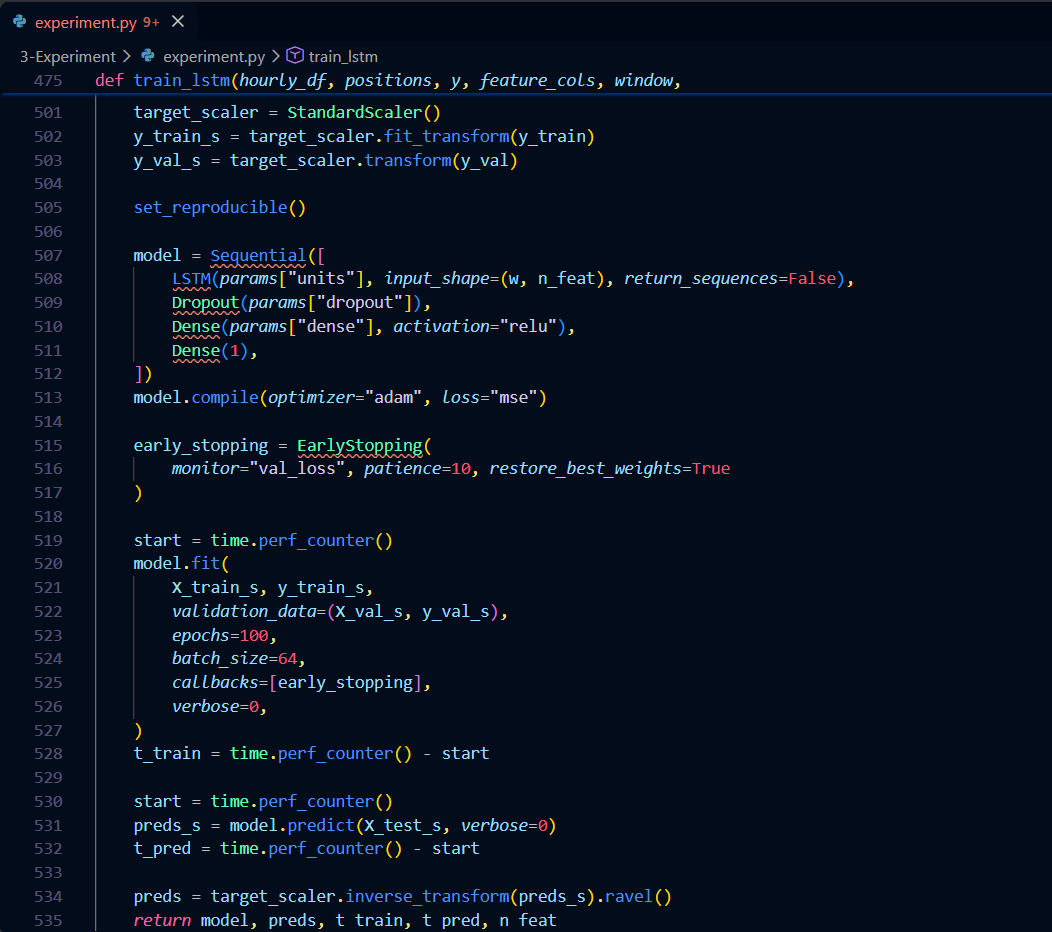 experiment.py 9+ ×
3-Experiment > experiment.py > train_lstm
475 def train_lstm(hourly_df, positions, y, feature_cols, window,
501 target_scaler = StandardScaler()
502 y_train_s = target_scaler.fit_transform(y_train)
503 y_val_s = target_scaler.transform(y_val)
504
505 set_reproducible()
506
507 model = Sequential([
508 LSTM(params["units"], input_shape=(w, n_feat), return_sequences=False),
509 Dropout(params["dropout"]),
510 Dense(params["dense"], activation="relu"),
511 Dense(1),
512 ])
513 model.compile(optimizer="adam", loss="mse")
514
515 early_stopping = EarlyStopping(
516 monitor="val_loss", patience=10, restore_best_weights=True
517 )
518
519 start = time.perf_counter()
520 model.fit(
521 X_train_s, y_train_s,
522 validation_data=(X_val_s, y_val_s),
523 epochs=100,
524 batch_size=64,
525 callbacks=[early_stopping],
526 verbose=0,
527 )
528 t_train = time.perf_counter() - start
529
530 start = time.perf_counter()
531 preds_s = model.predict(X_test_s, verbose=0)
532 t_pred = time.perf_counter() - start
533
534 preds = target_scaler.inverse_transform(preds_s).ravel()
535 return model, preds, t_train, t_pred, n_feat